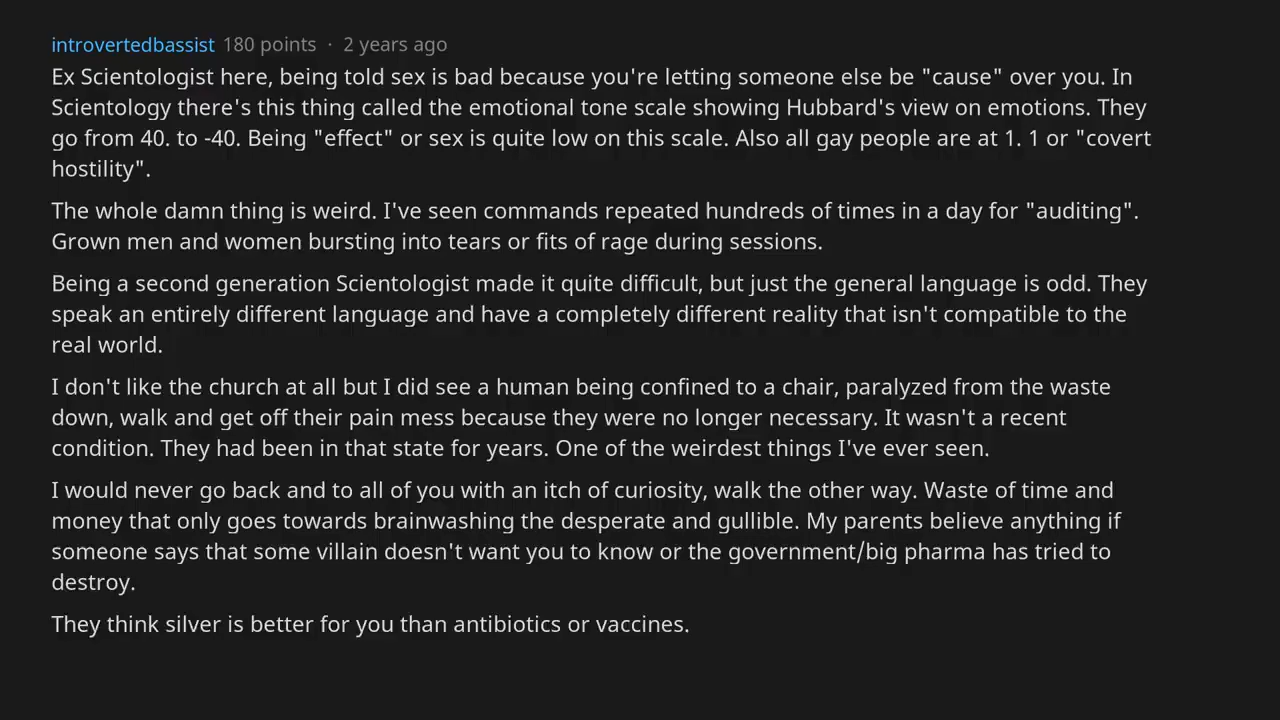 introvertedbassist 180 points · 2 years ago
Ex Scientologist here, being told sex is bad because you're letting someone else be "cause" over you. In
Scientology there's this thing called the emotional tone scale showing Hubbard's view on emotions. They
go from 40. to -40. Being "effect" or sex is quite low on this scale. Also all gay people are at 1. 1 or "covert
hostility".
The whole damn thing is weird. I've seen commands repeated hundreds of times in a day for "auditing".
Grown men and women bursting into tears or fits of rage during sessions.
Being a second generation Scientologist made it quite difficult, but just the general language is odd. They
speak an entirely different language and have a completely different reality that isn't compatible to the
real world.
I don't like the church at all but I did see a human being confined to a chair, paralyzed from the waste
down, walk and get off their pain mess because they were no longer necessary. It wasn't a recent
condition. They had been in that state for years. One of the weirdest things I've ever seen.
I would never go back and to all of you with an itch of curiosity, walk the other way. Waste of time and
money that only goes towards brainwashing the desperate and gullible. My parents believe anything if
someone says that some villain doesn't want you to know or the government/big pharma has tried to
destroy.
They think silver is better for you than antibiotics or vaccines.